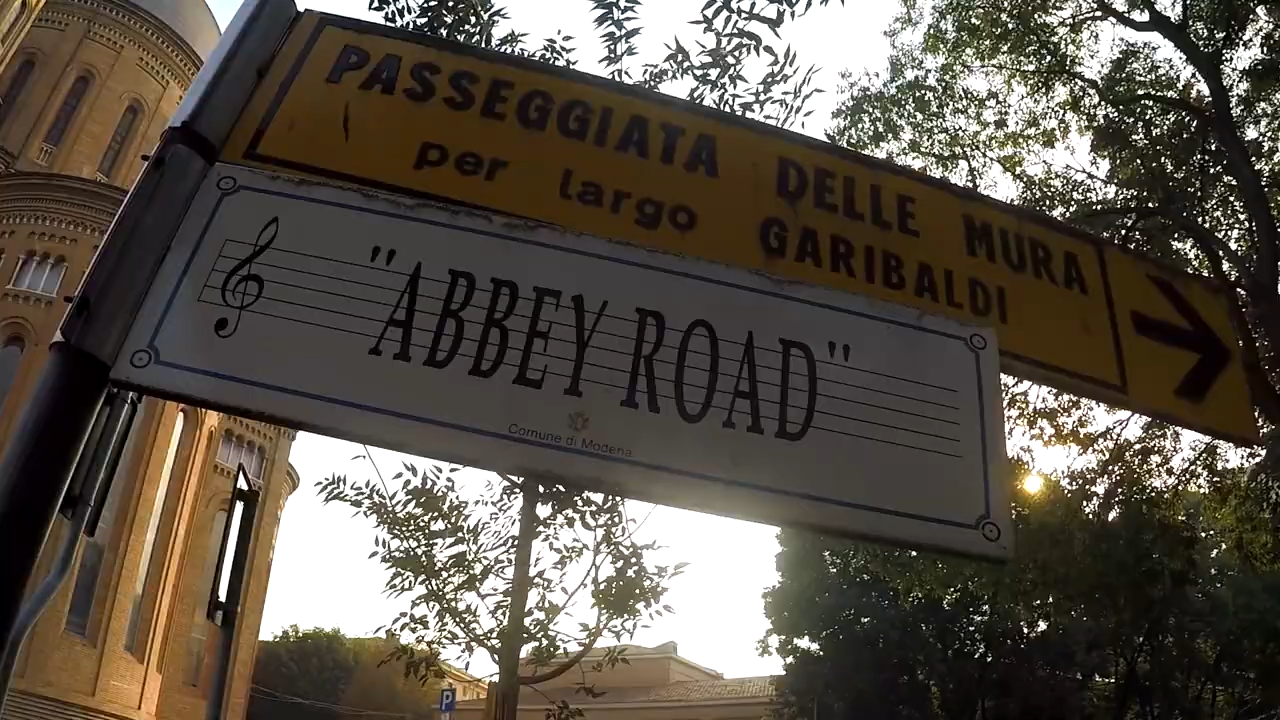 PASSEGGIATA DELLE MURA
per largo GARIBALDI
"ABBEY ROAD"
Comune di Modena
P